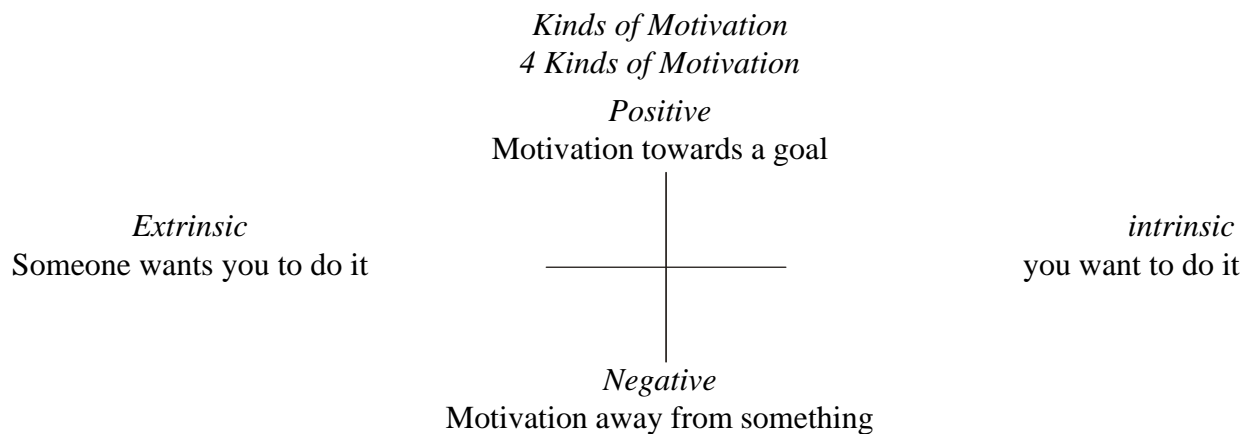 Kinds of Motivation
4 Kinds of Motivation
Positive
Motivation towards a goal
Extrinsic
Someone wants you to do it
intrinsic
you want to do it
Negative
Motivation away from something